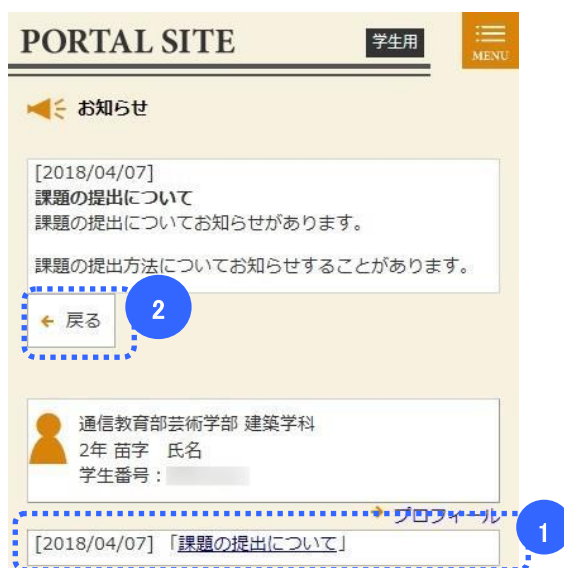 PORTAL SITE
学生用
MENU
お知らせ
[2018/04/07]
課題の提出について
課題の提出についてお知らせがあります。
課題の提出方法についてお知らせすることがあります。
← 戻る
2
通信教育部芸術学部 建築学科
2年 苗字　氏名
学生番号：
プロフィール
1
[2018/04/07] 「課題の提出について」